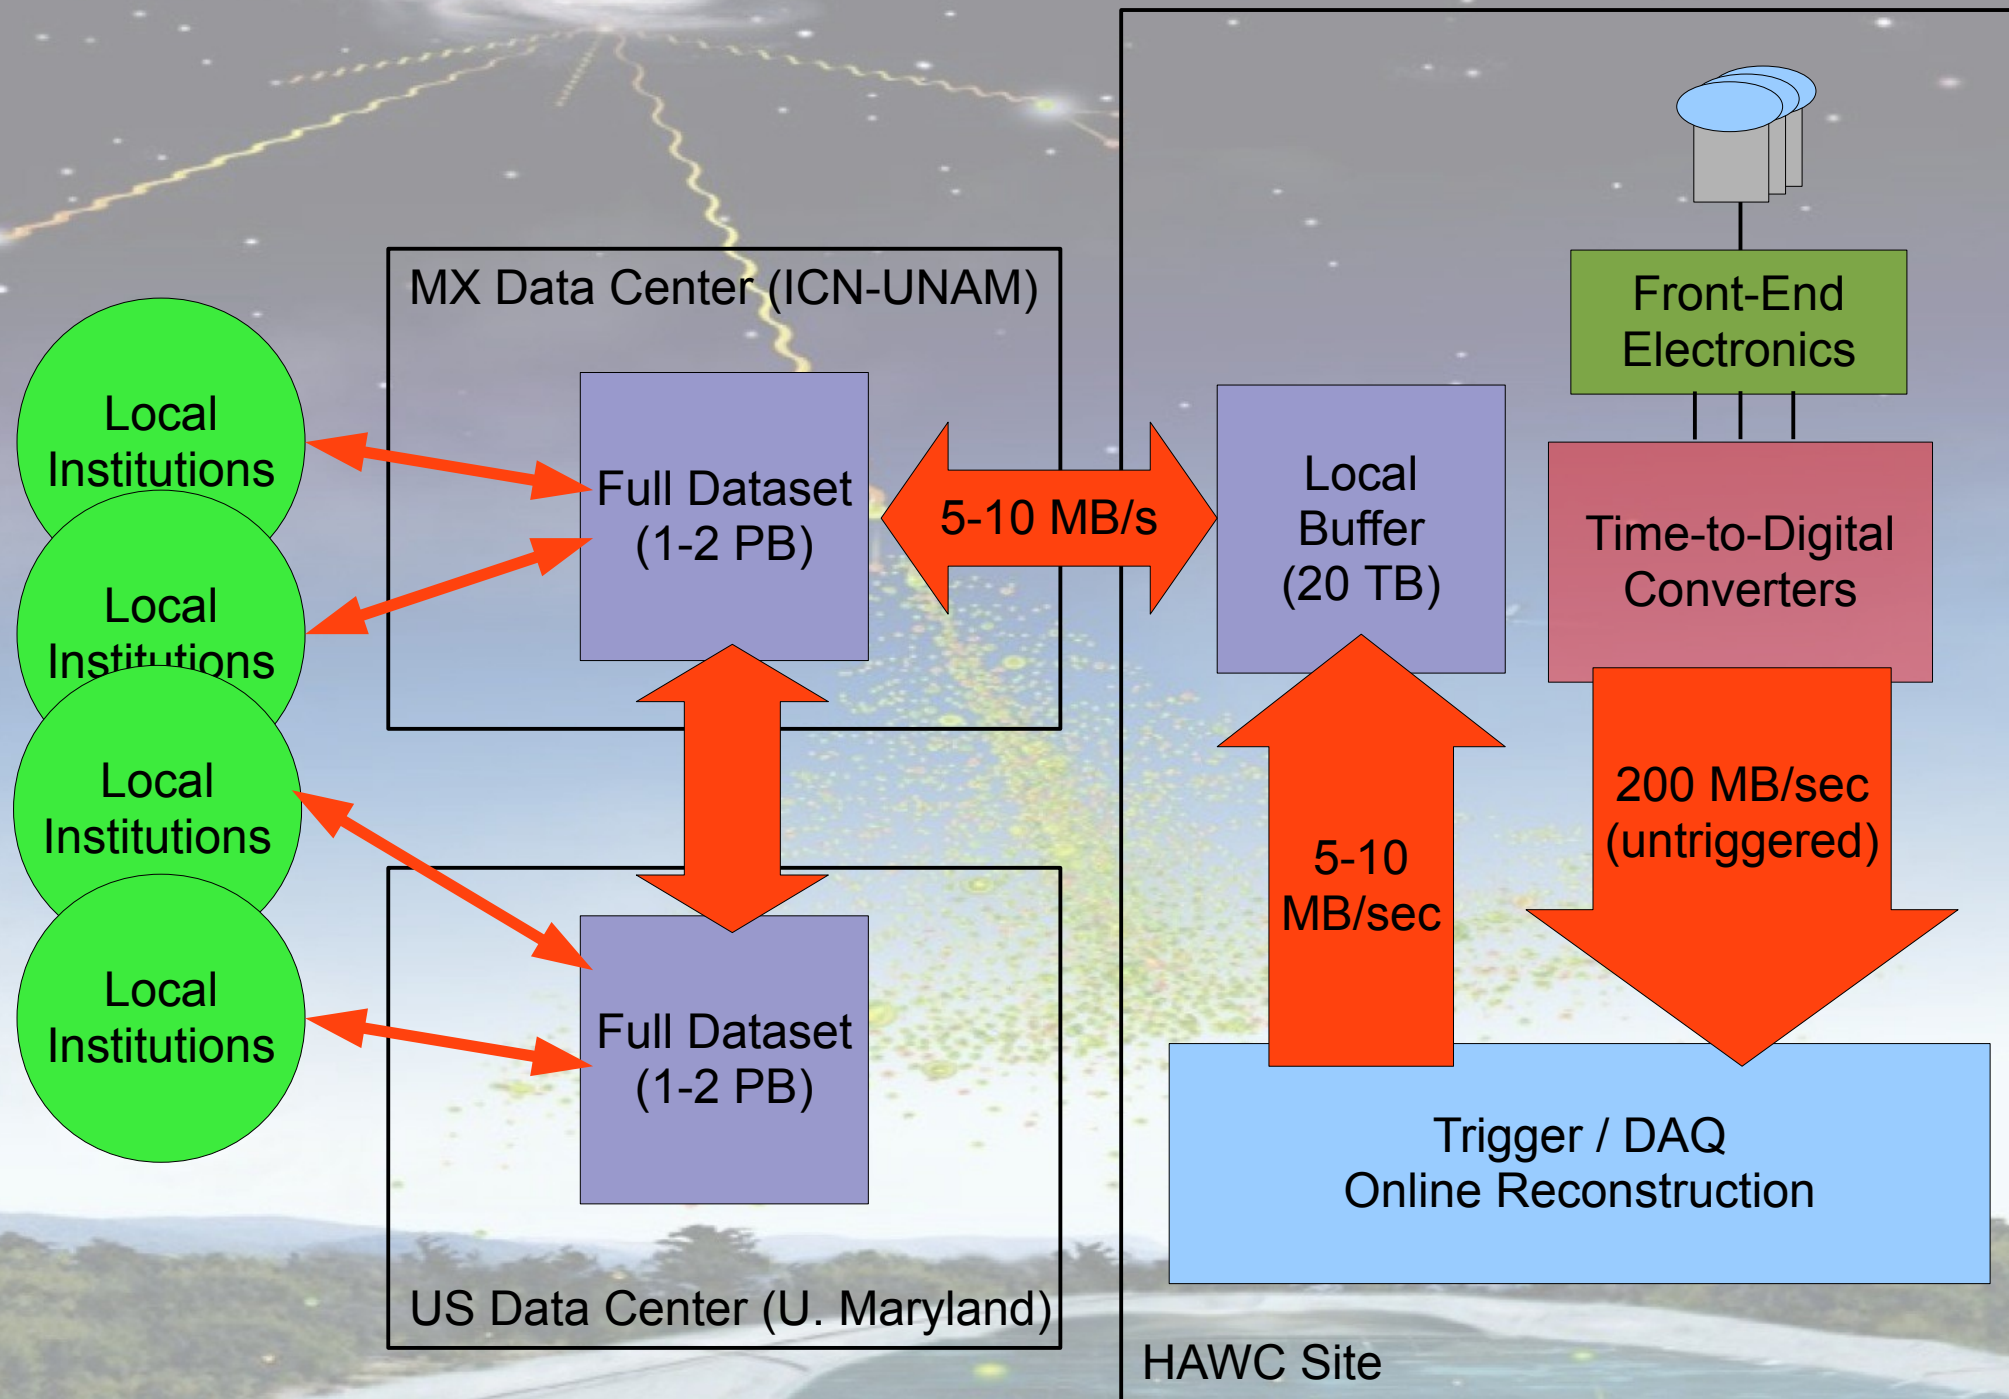 MX Data Center (ICN-UNAM)
Front-End
Electronics
Local
Institutions
Full Dataset
(1-2 PB)
5-10 MB/s
Local
Buffer
(20 TB)
Time-to-Digital
Converters
Local
Institutions
Local
Institutions
200 MB/sec
(untriggered)
5-10
MB/sec
Local
Institutions
Full Dataset
(1-2 PB)
Trigger / DAQ
Online Reconstruction
US Data Center (U. Maryland)
HAWC Site